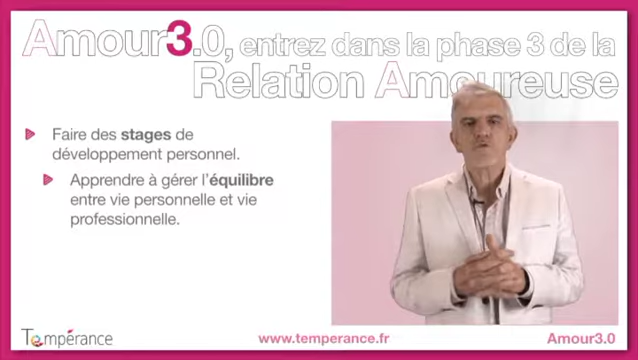 Amour3.0, entrez dans la phase 3 de la
Relation Amoureuse
Faire des stages de
développement personnel.
Apprendre à gérer l'équilibre
entre vie personnelle et vie
professionnelle.
Tempérance
www.temperance.fr
Amour3.0